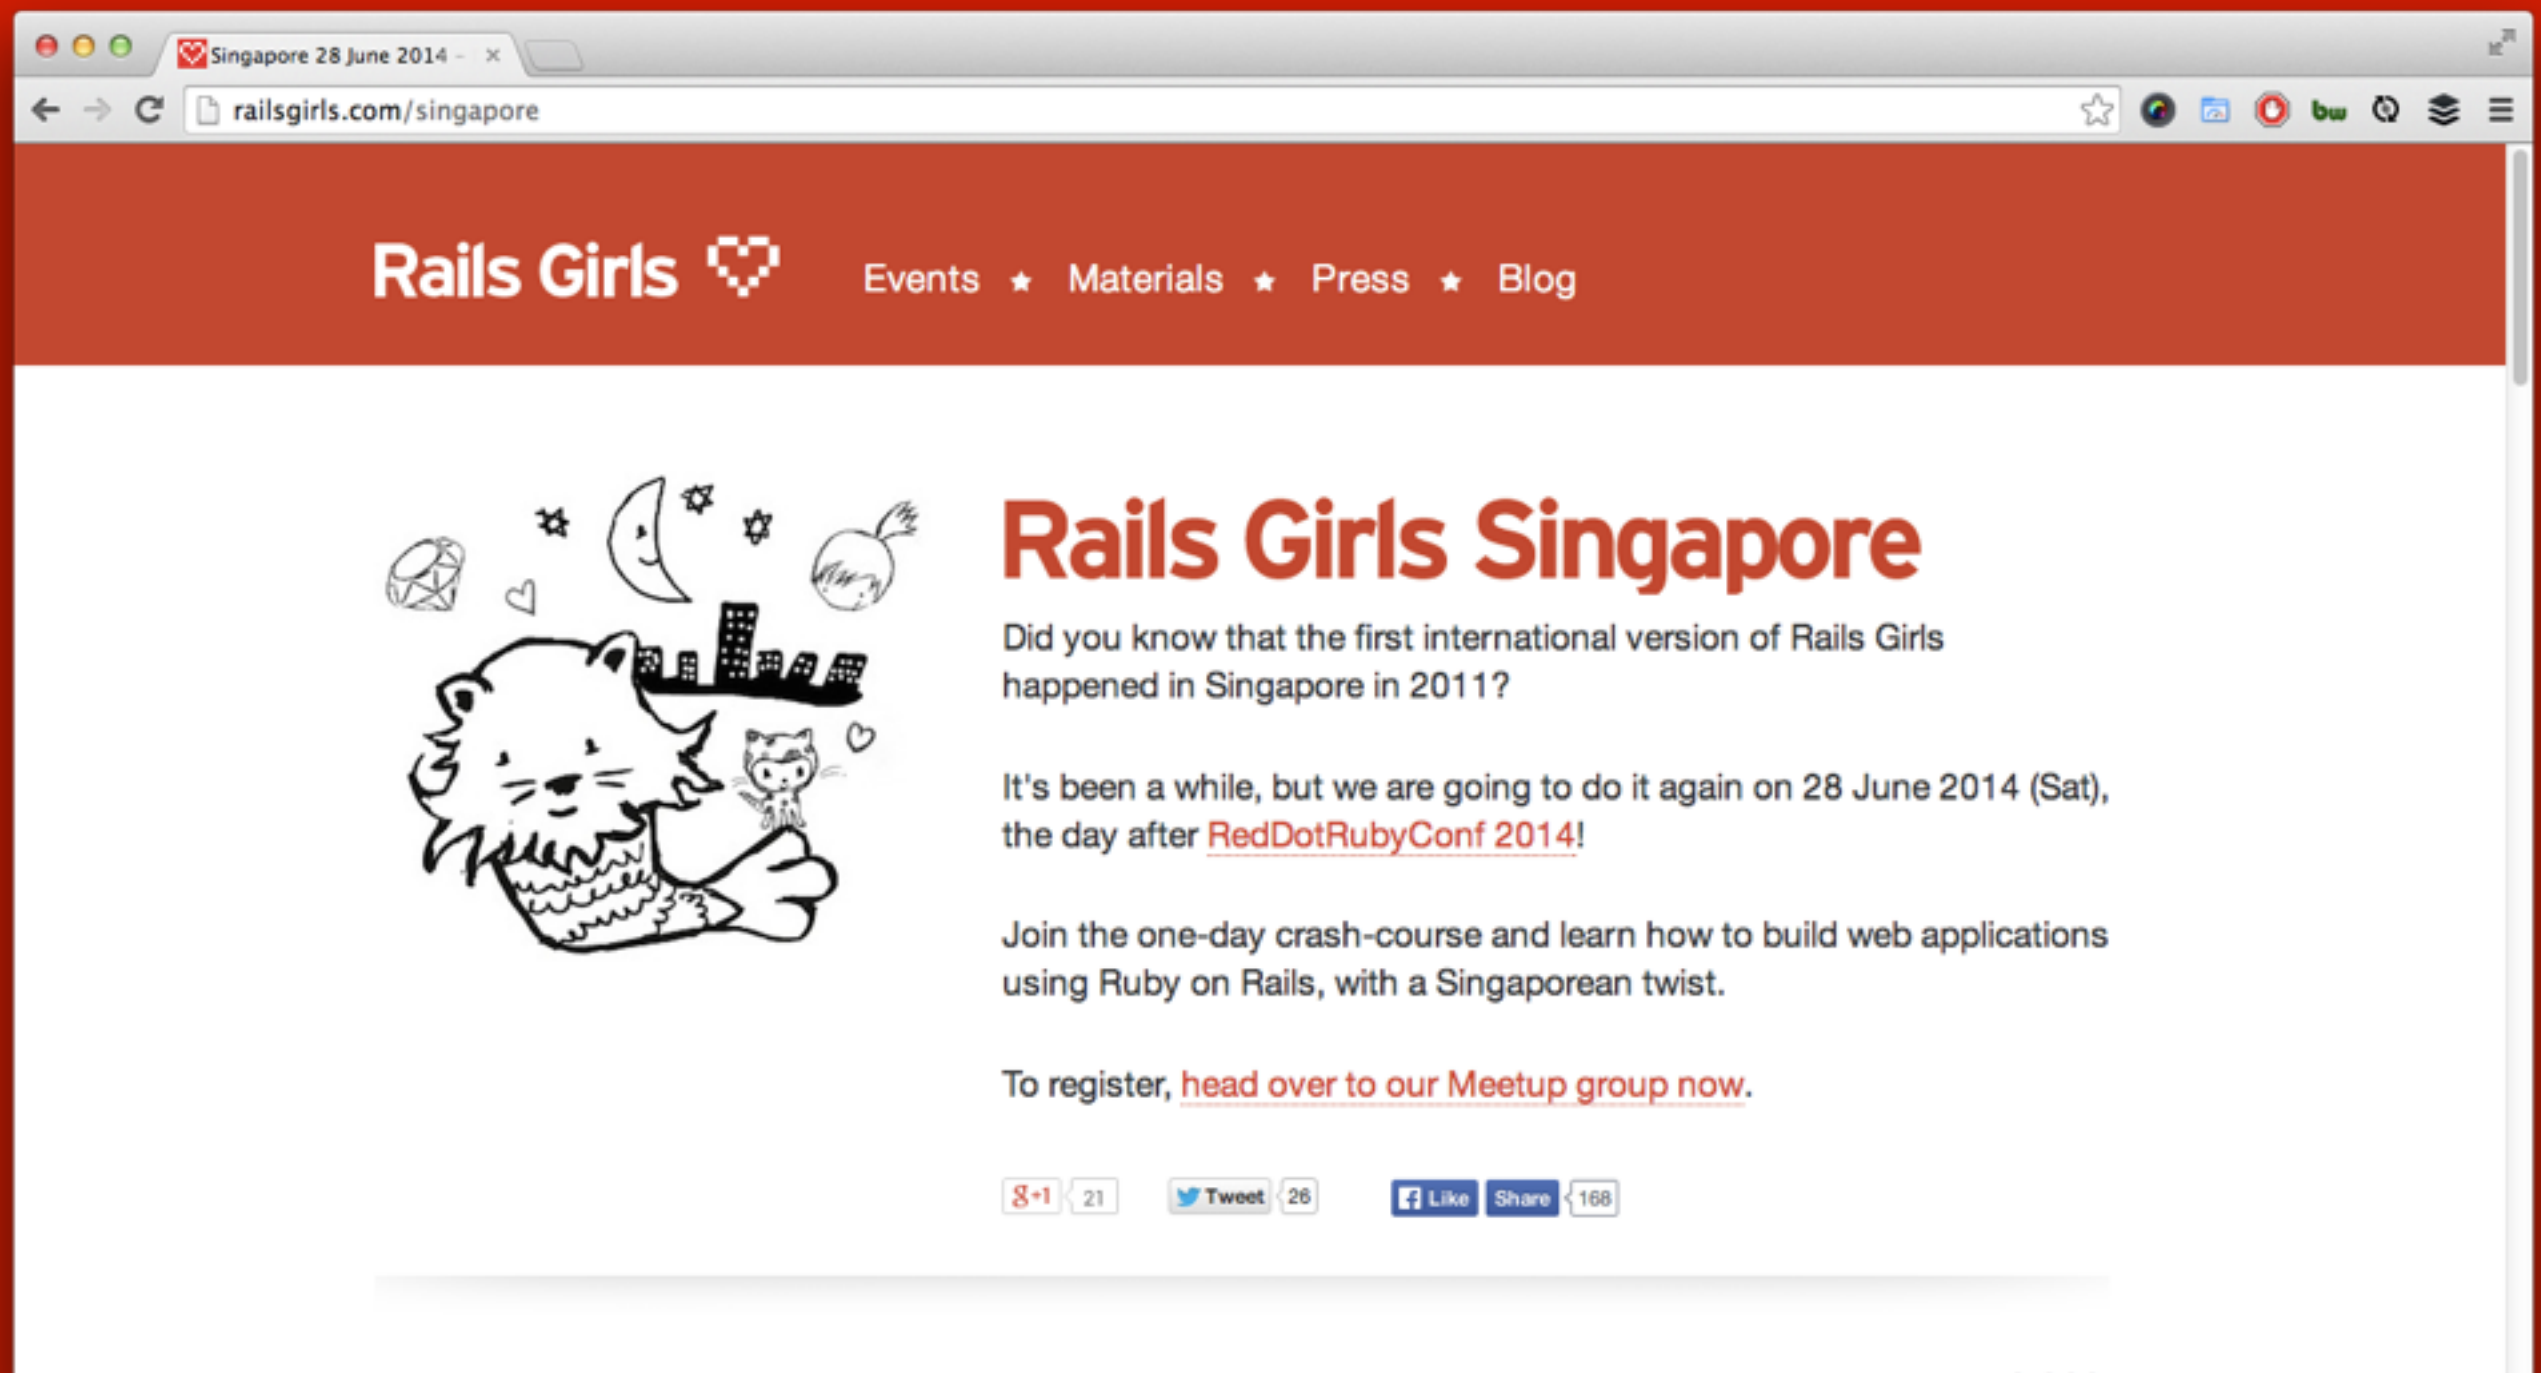 Singapore 28 June 2014 -
railsgirls.com/singapore
bw
Rails Girls
Events ★ Materials ★ Press ★ Blog
Rails Girls Singapore
Did you know that the first international version of Rails Girls
happened in Singapore in 2011?
It's been a while, but we are going to do it again on 28 June 2014 (Sat),
the day after RedDotRubyConf 2014!
Join the one-day crash-course and learn how to build web applications
using Ruby on Rails, with a Singaporean twist.
To register, head over to our Meetup group now.
g+1 21 Tweet 26 f Like Share 168